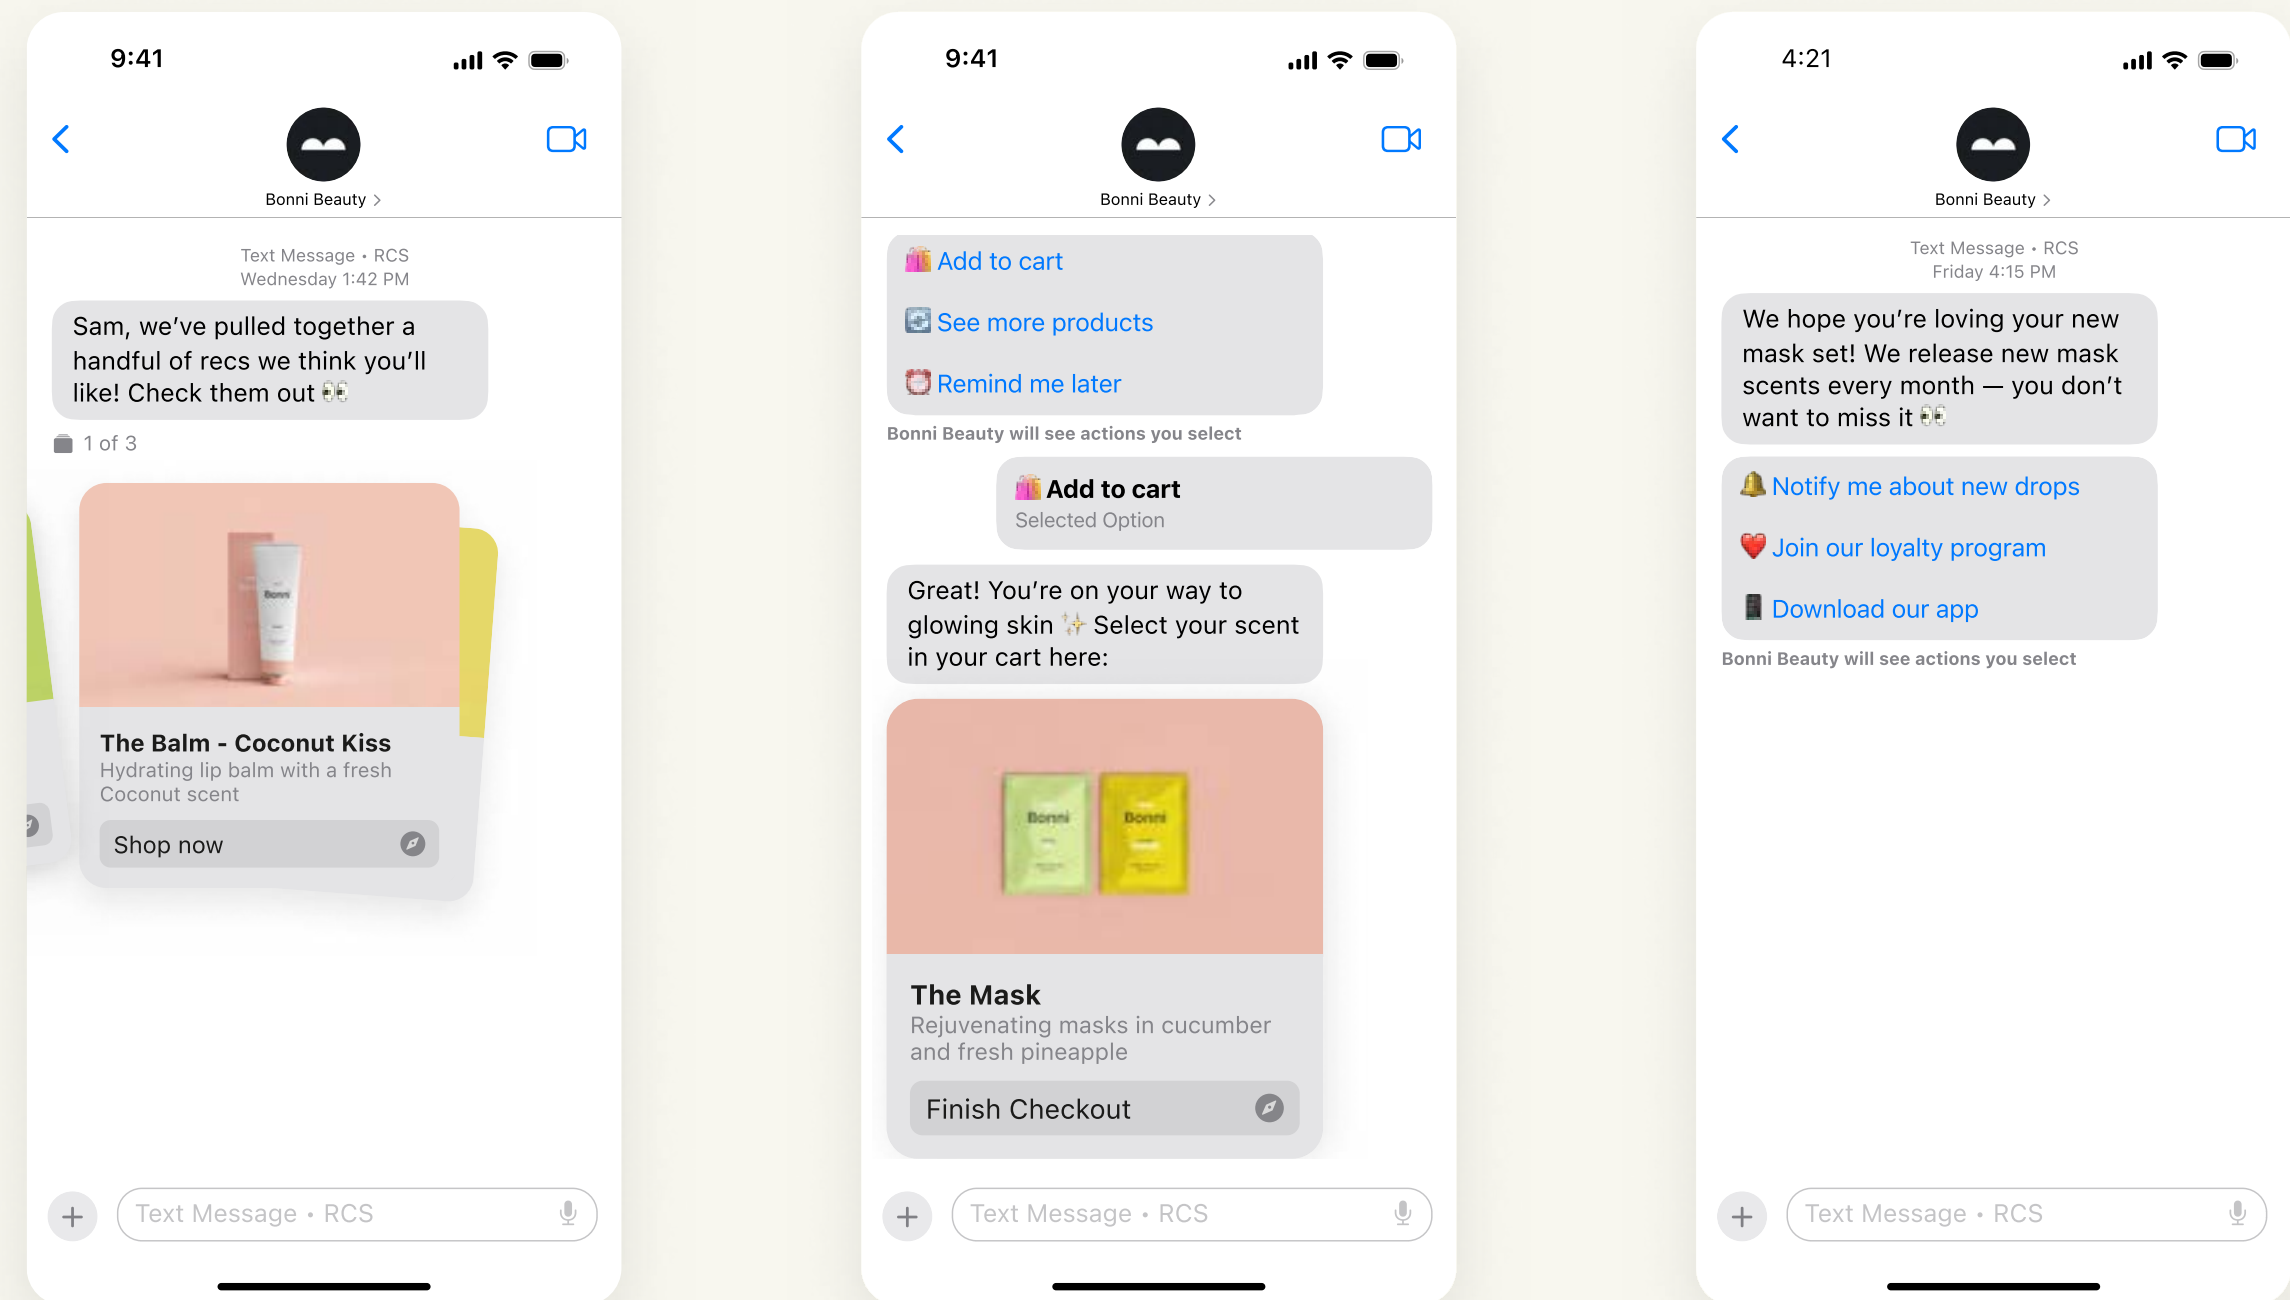 9:41
Bonni Beauty
Text Message • RCS
Wednesday 1:42 PM
Sam, we’ve pulled together a
handful of recs we think you’ll
like! Check them out 👀
1 of 3
Bonni
The Balm - Coconut Kiss
Hydrating lip balm with a fresh
Coconut scent
Shop now
Text Message • RCS
9:41
Bonni Beauty
🛍️ Add to cart
See more products
⏰ Remind me later
Bonni Beauty will see actions you select
🛍️ Add to cart
Selected Option
Great! You’re on your way to
glowing skin ✨ Select your scent
in your cart here:
Bonni
Bonni
The Mask
Rejuvenating masks in cucumber
and fresh pineapple
Finish Checkout
Text Message • RCS
4:21
Bonni Beauty
Text Message • RCS
Friday 4:15 PM
We hope you’re loving your new
mask set! We release new mask
scents every month — you don’t
want to miss it 👀
🔔 Notify me about new drops
❤️ Join our loyalty program
📱 Download our app
Bonni Beauty will see actions you select
Text Message • RCS